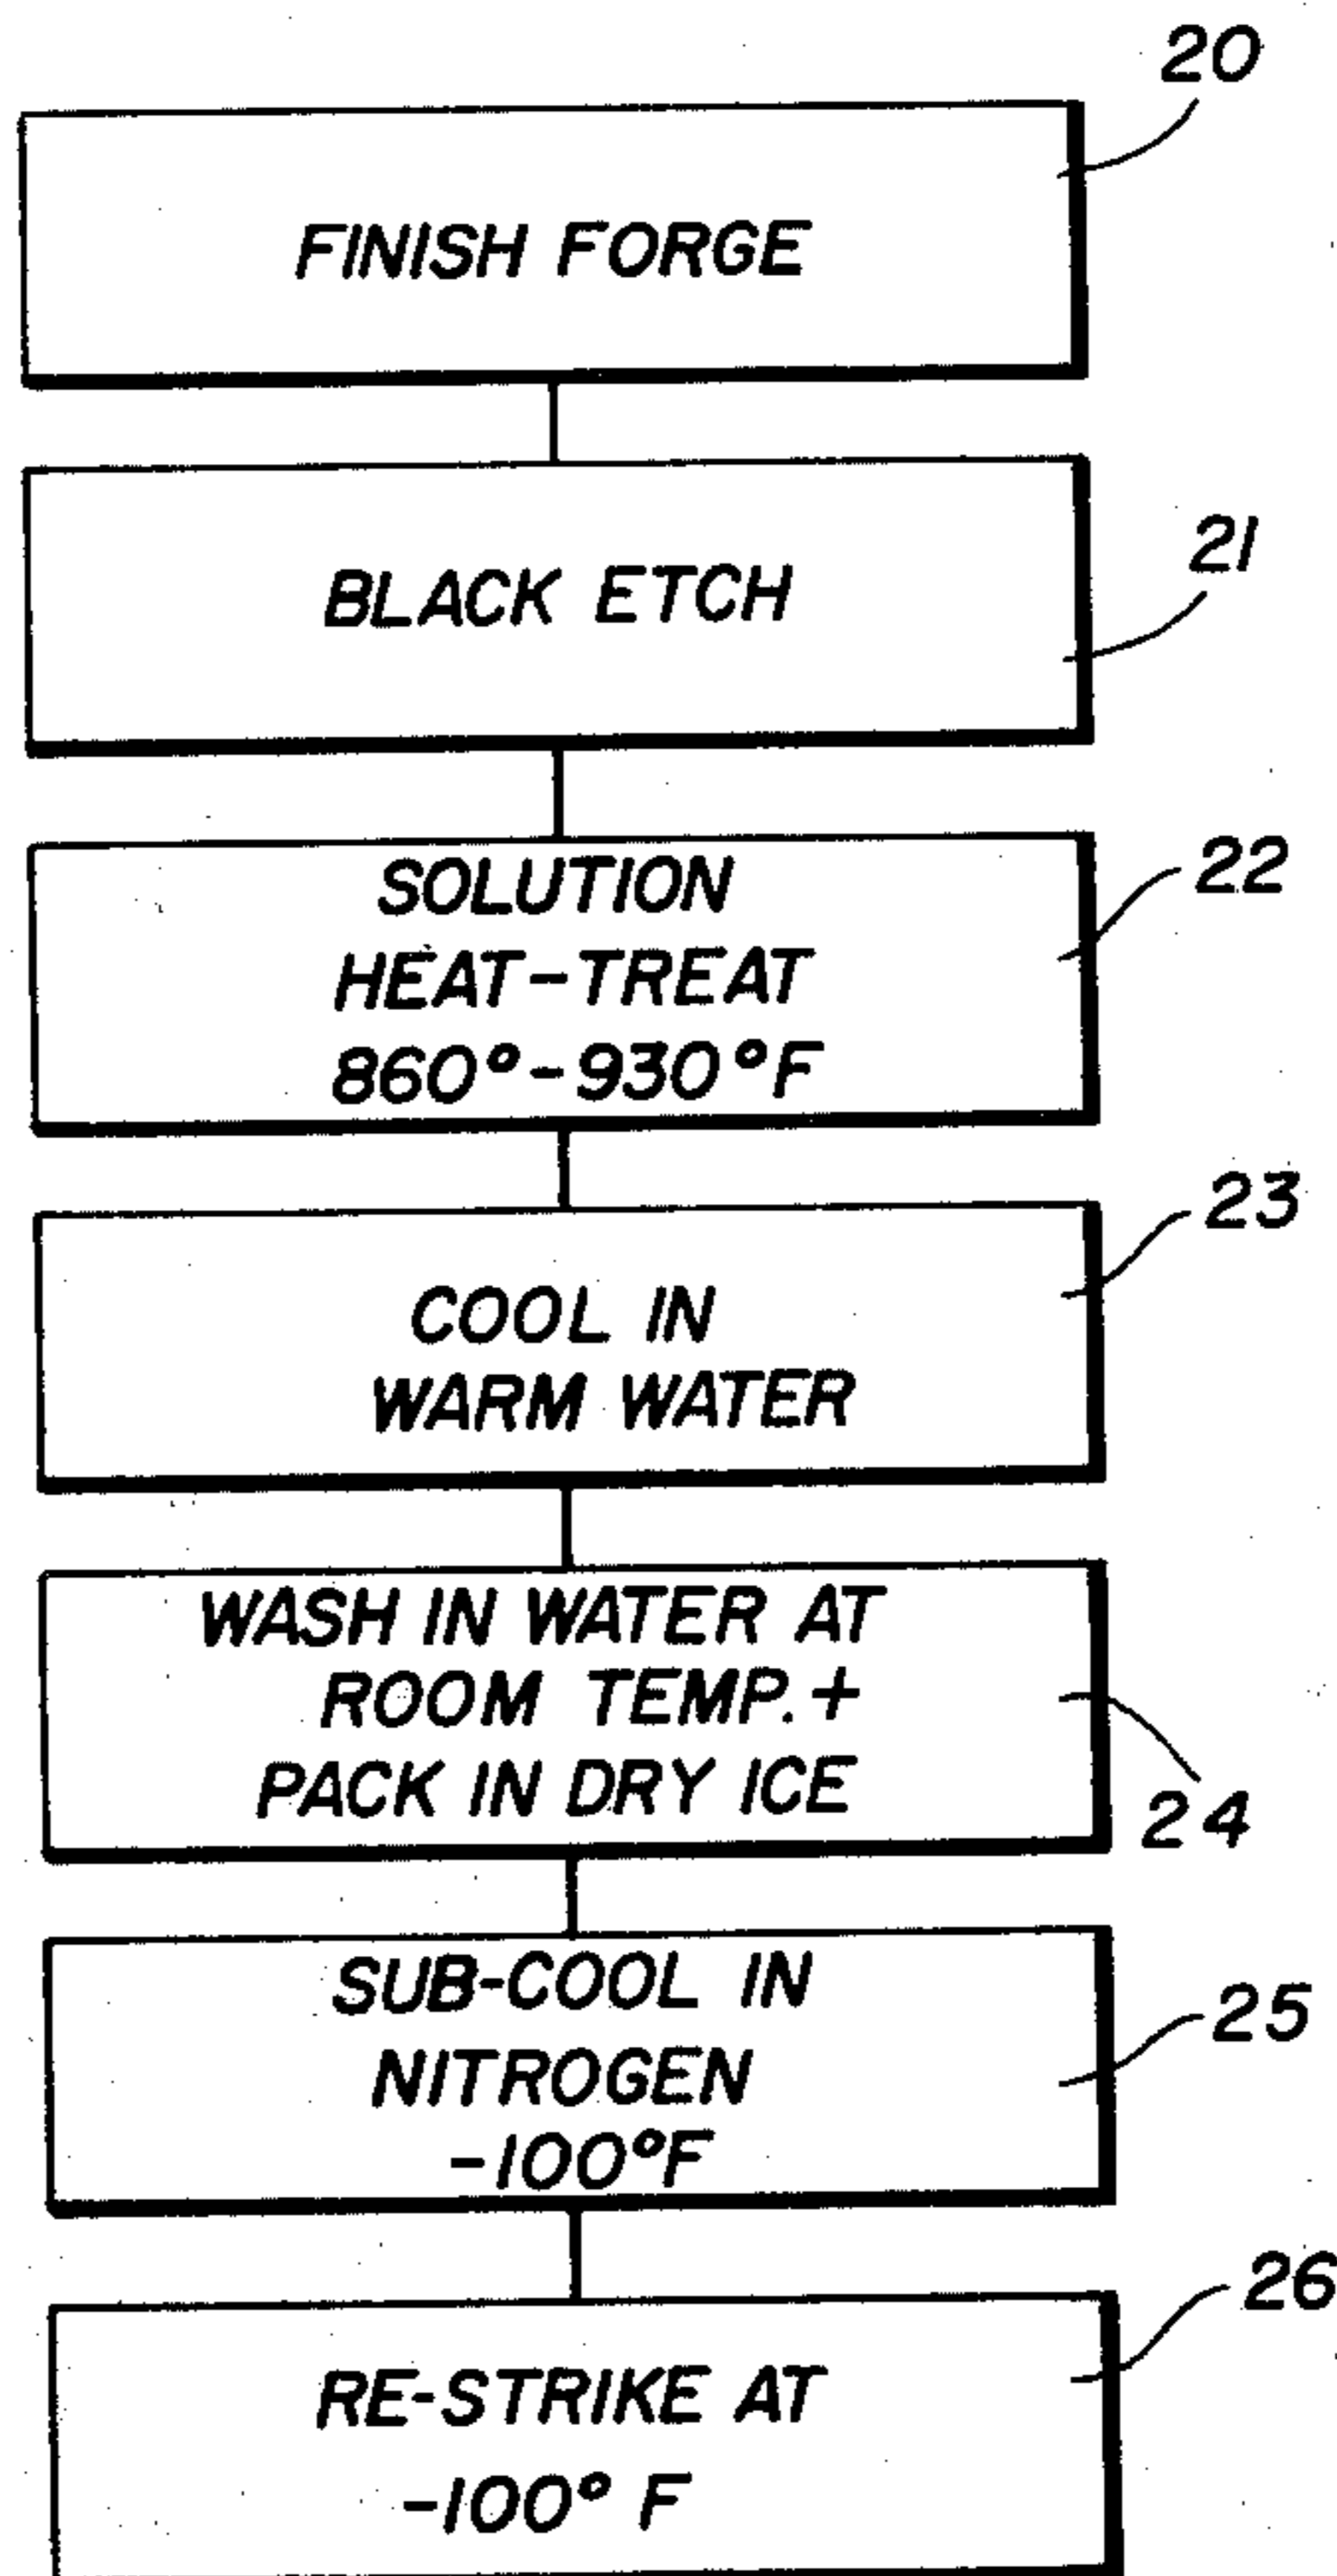 20
FINISH FORGE
21
BLACK ETCH
22
SOLUTION
HEAT-TREAT
860°-930°F
23
COOL IN
WARM WATER
WASH IN WATER AT
ROOM TEMP.+
PACK IN DRY ICE
24
SUB-COOL IN
25
NITROGEN
-100°F
26
RE-STRIKE AT
-100° F